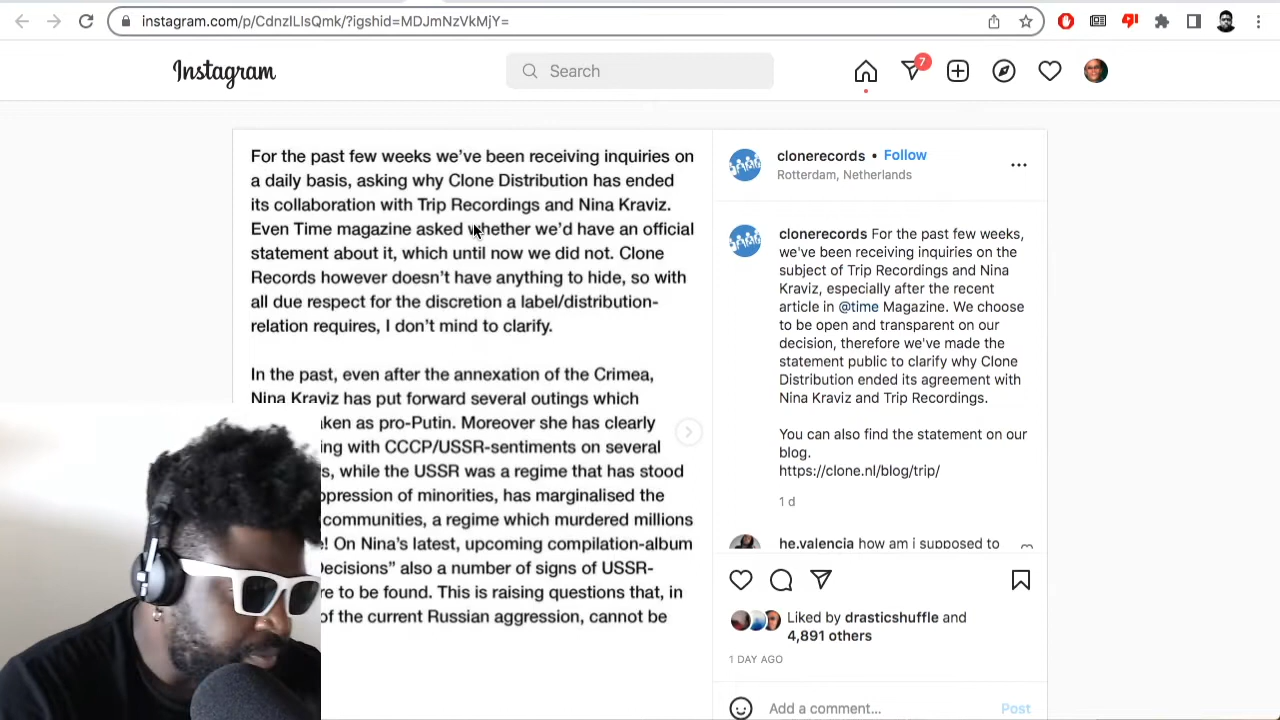 instagram.com/p/CdnzILlsQmk/?igshid=MDJmNzVkMjY=
Instagram
Search
7
For the past few weeks we've been receiving inquiries on
a daily basis, asking why Clone Distribution has ended
its collaboration with Trip Recordings and Nina Kraviz.
Even Time magazine asked whether we'd have an official
statement about it, which until now we did not. Clone
Records however doesn't have anything to hide, so with
all due respect for the discretion a label/distribution-
relation requires, I don't mind to clarify.
In the past, even after the annexation of the Crimea,
Nina Kraviz has put forward several outings which
aken as pro-Putin. Moreover she has clearly
ing with CCCP/USSR-sentiments on several
s, while the USSR was a regime that has stood
ppression of minorities, has marginalised the
communities, a regime which murdered millions
e! On Nina's latest, upcoming compilation-album
Decisions" also a number of signs of USSR-
re to be found. This is raising questions that, in
of the current Russian aggression, cannot be
clonerecords • Follow
Rotterdam, Netherlands
clonerecords For the past few weeks,
we've been receiving inquiries on the
subject of Trip Recordings and Nina
Kraviz, especially after the recent
article in @time Magazine. We choose
to be open and transparent on our
decision, therefore we've made the
statement public to clarify why Clone
Distribution ended its agreement with
Nina Kraviz and Trip Recordings.
You can also find the statement on our
blog.
https://clone.nl/blog/trip/
1 d
he.valencia how am i supposed to
Liked by drasticshuffle and
4,891 others
1 DAY AGO
Add a comment...
Post